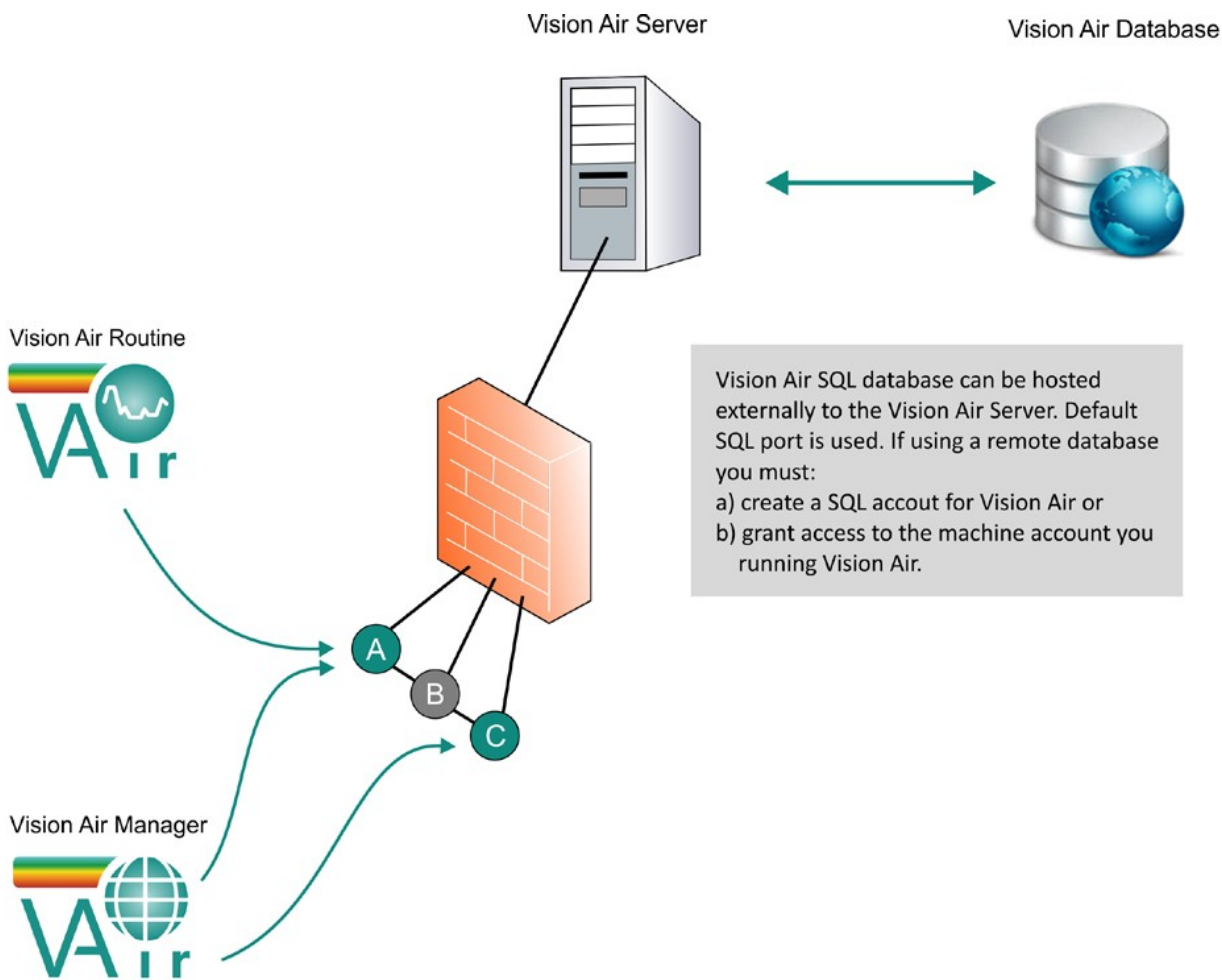 Vision Air Server
Vision Air Database
Vision Air Routine
VAir
Vision Air SQL database can be hosted
externally to the Vision Air Server. Default
SQL port is used. If using a remote database
you must:
a) create a SQL accout for Vision Air or
b) grant access to the machine account you
running Vision Air.
A
B
C
Vision Air Manager
VAir